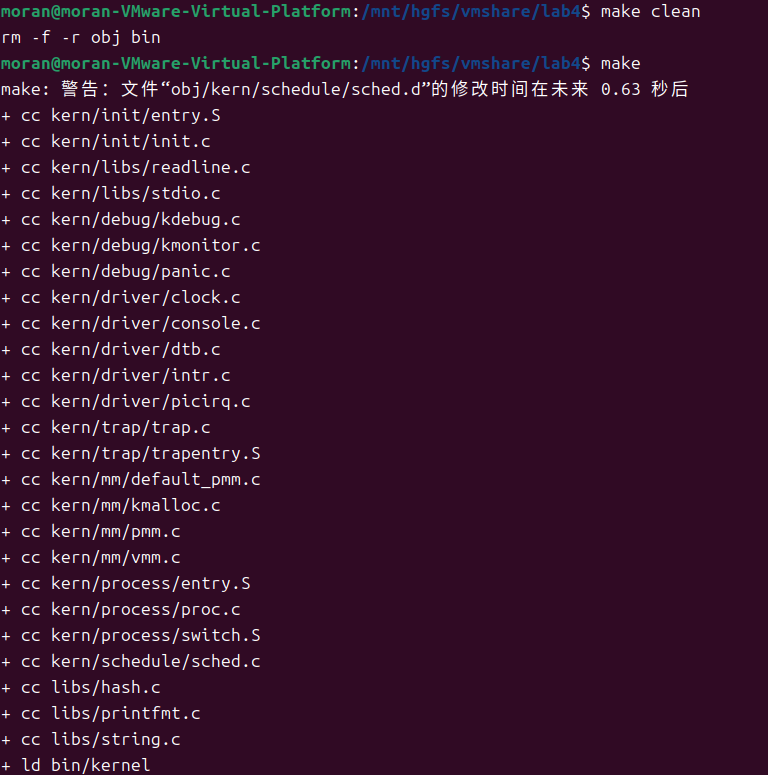 moran@moran-VMware-Virtual-Platform:/mnt/hgfs/vmshare/lab4$ make clean
rm -f -r obj bin
moran@moran-VMware-Virtual-Platform:/mnt/hgfs/vmshare/lab4$ make
make: 警告：文件“obj/kern/schedule/sched.d”的修改时间在未来 0.63 秒后
+ cc kern/init/entry.S
+ cc kern/init/init.c
+ cc kern/libs/readline.c
+ cc kern/libs/stdio.c
+ cc kern/debug/kdebug.c
+ cc kern/debug/kmonitor.c
+ cc kern/debug/panic.c
+ cc kern/driver/clock.c
+ cc kern/driver/console.c
+ cc kern/driver/dtb.c
+ cc kern/driver/intr.c
+ cc kern/driver/picirq.c
+ cc kern/trap/trap.c
+ cc kern/trap/trapentry.S
+ cc kern/mm/default_pmm.c
+ cc kern/mm/kmalloc.c
+ cc kern/mm/pmm.c
+ cc kern/mm/vmm.c
+ cc kern/process/entry.S
+ cc kern/process/proc.c
+ cc kern/process/switch.S
+ cc kern/schedule/sched.c
+ cc libs/hash.c
+ cc libs/printfmt.c
+ cc libs/string.c
+ ld bin/kernel